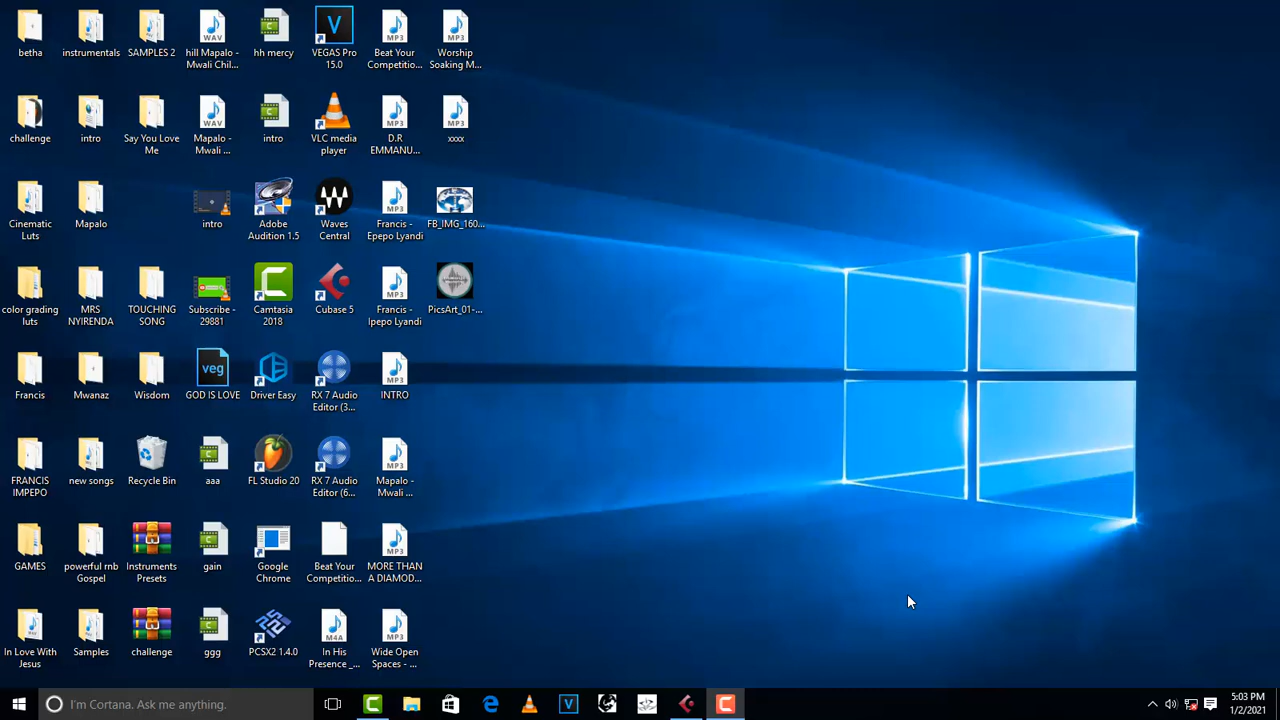 betha
instrumentals
SAMPLES 2
hill Mapalo -
Mwali Chil...
hh mercy
VEGAS Pro
15.0
Beat Your
Competitio...
Worship
Soaking M...
challenge
intro
Say You Love
Me
Mapalo -
Mwali ...
intro
VLC media
player
D.R
EMMANU...
xxxx
Cinematic
Luts
Mapalo
intro
Adobe
Audition 1.5
Waves
Central
Francis -
Epepo Lyandi
FB_IMG_160...
color grading
luts
MRS
NYIRENDA
TOUCHING
SONG
Subscribe -
29881
Camtasia
2018
Cubase 5
Francis -
Ipepo Lyandi
PicsArt_01-...
Francis
Mwanaz
Wisdom
veg
GOD IS LOVE
Driver Easy
RX 7 Audio
Editor (3...
INTRO
FRANCIS
IMPEPO
new songs
Recycle Bin
aaa
FL Studio 20
RX 7 Audio
Editor (6...
Mapalo -
Mwali ...
GAMES
powerful rnb
Gospel
Instruments
Presets
gain
Google
Chrome
Beat Your
Competitio...
MORE THAN
A DIAMOD...
In Love With
Jesus
Samples
challenge
ggg
PCSX2 1.4.0
M4A
In His
Presence _...
MP3
Wide Open
Spaces - ...
I'm Cortana. Ask me anything.
5:03 PM
1/2/2021